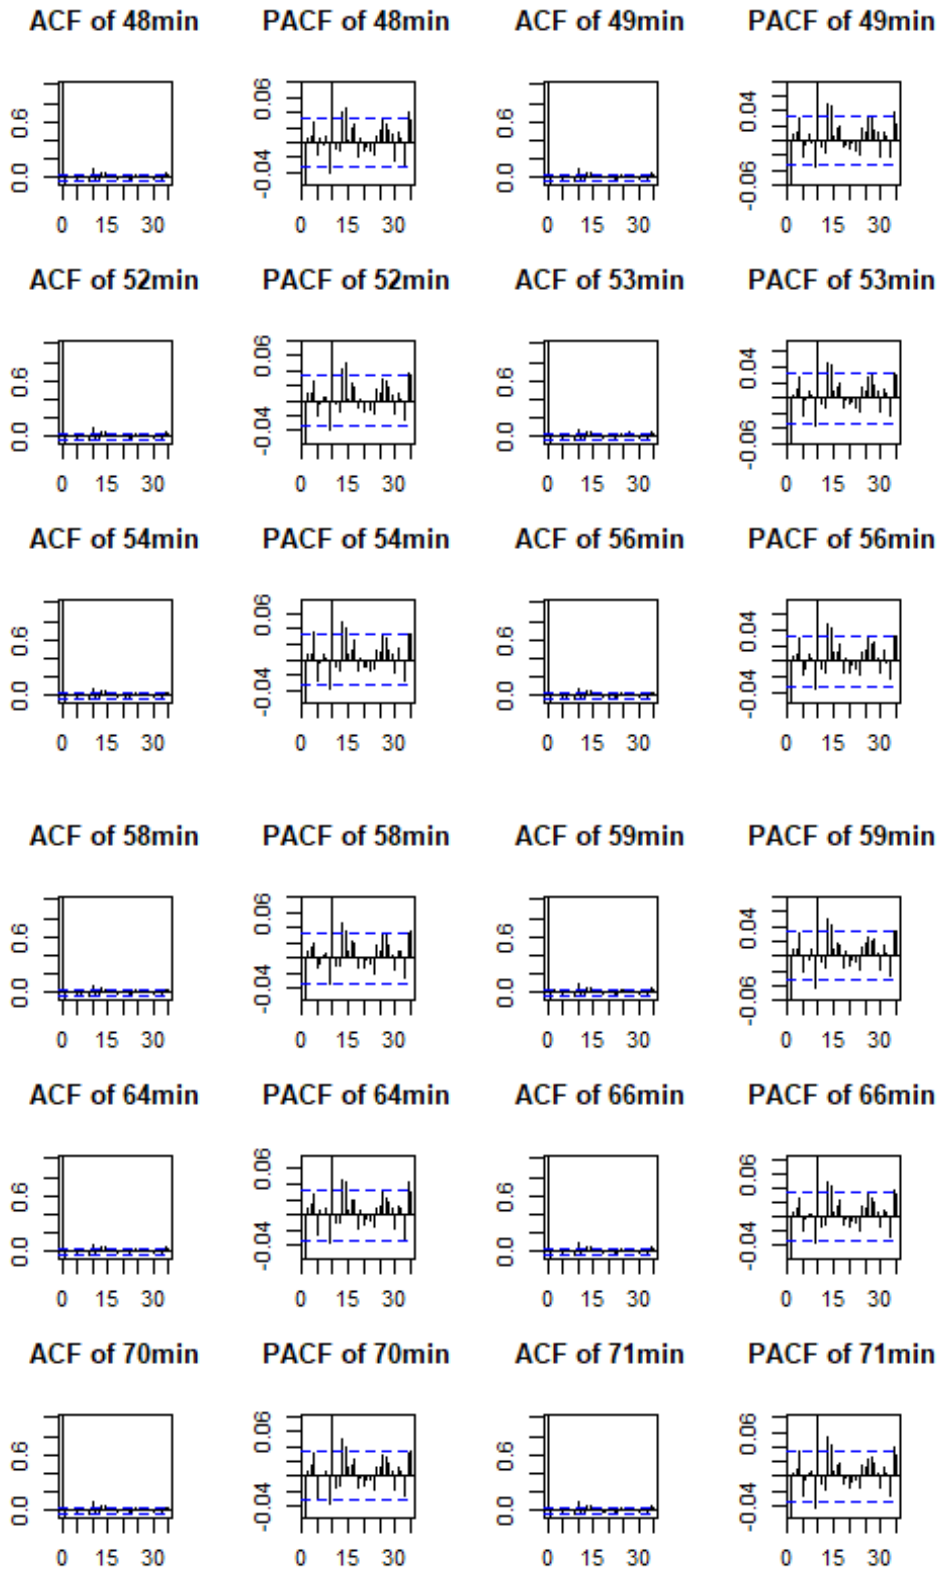 ACF of 48min PACF of 48min ACF of 49min PACF of 49min
0.0 0.6 -0.04 0.06 0.0 0.6 -0.06 0.04
0 15 30 0 15 30 0 15 30 0 15 30
ACF of 52min PACF of 52min ACF of 53min PACF of 53min
0.0 0.6 -0.04 0.06 0.0 0.6 -0.06 0.04
0 15 30 0 15 30 0 15 30 0 15 30
ACF of 54min PACF of 54min ACF of 56min PACF of 56min
0.0 0.6 -0.04 0.06 0.0 0.6 -0.04 0.04
0 15 30 0 15 30 0 15 30 0 15 30
ACF of 58min PACF of 58min ACF of 59min PACF of 59min
0.0 0.6 -0.04 0.06 0.0 0.6 -0.06 0.04
0 15 30 0 15 30 0 15 30 0 15 30
ACF of 64min PACF of 64min ACF of 66min PACF of 66min
0.0 0.6 -0.04 0.06 0.0 0.6 -0.04 0.06
0 15 30 0 15 30 0 15 30 0 15 30
ACF of 70min PACF of 70min ACF of 71min PACF of 71min
0.0 0.6 -0.04 0.06 0.0 0.6 -0.04 0.06
0 15 30 0 15 30 0 15 30 0 15 30